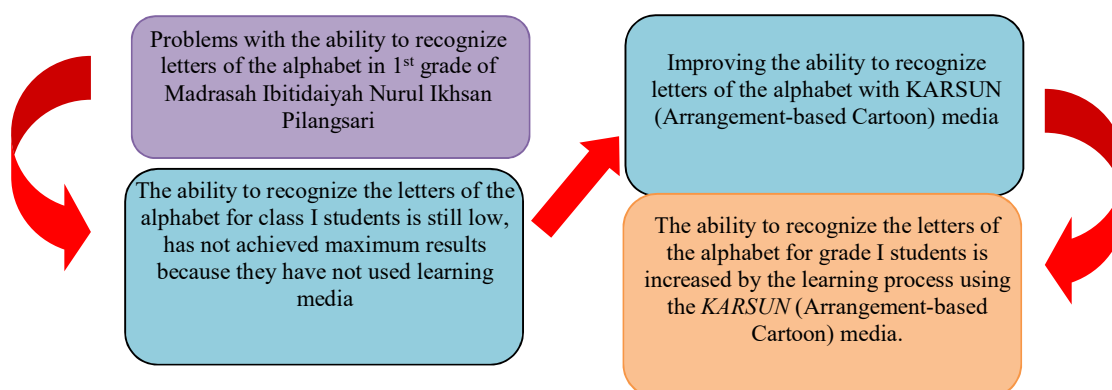 Problems with the ability to recognize
letters of the alphabet in 1st grade of
Madrasah Ibitidaiyah Nurul Ikhsan
Pilangsari
The ability to recognize the letters of the
alphabet for class I students is still low,
has not achieved maximum results
because they have not used learning
media
Improving the ability to recognize
letters of the alphabet with KARSUN
(Arrangement-based Cartoon) media
The ability to recognize the letters of
the alphabet for grade I students is
increased by the learning process using
the KARSUN (Arrangement-based
Cartoon) media.